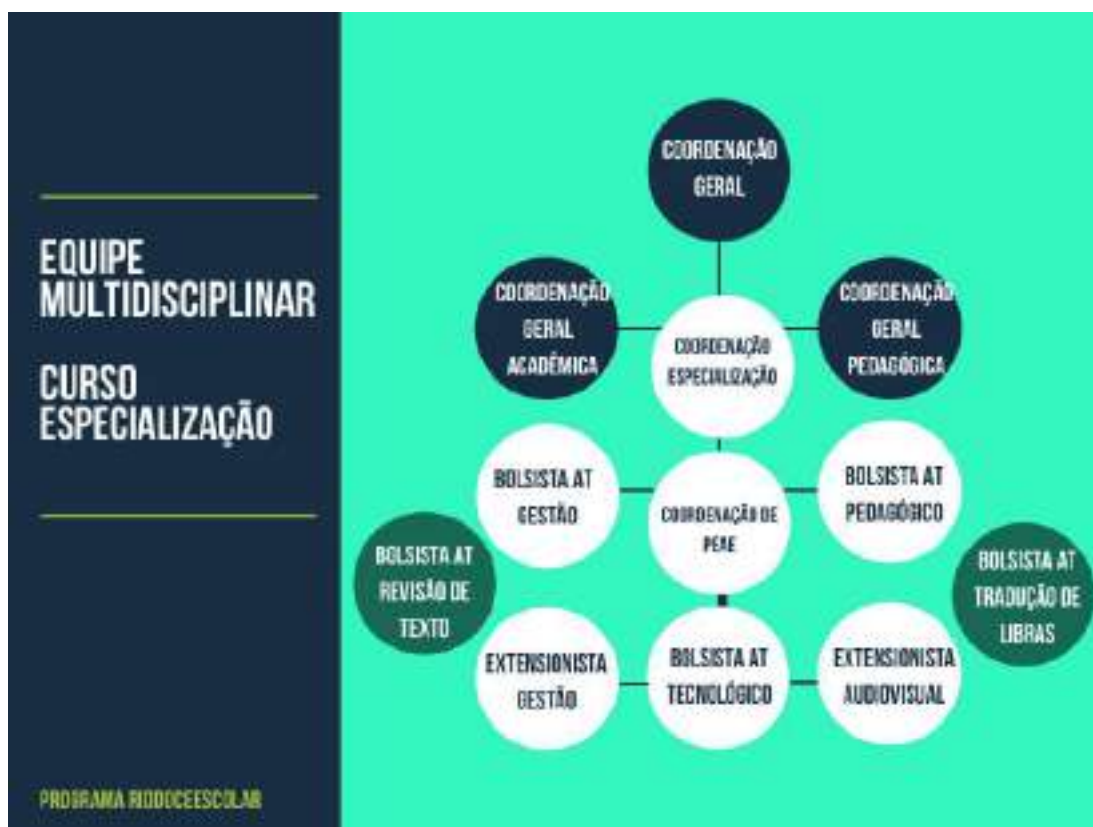 EQUIPE
MULTIDISCIPLINAR
CURSO
ESPECIALIZAÇÃO
PROGRAMA RIODOCEESCOLAR
COORDENAÇÃO
GERAL
COORDENAÇÃO
GERAL
ACADÊMICA
COORDENAÇÃO
ESPECIALIZAÇÃO
COORDENAÇÃO
GERAL
PEDAGÓGICA
BOLSISTA AT
GESTÃO
COORDENAÇÃO DE
PEAE
BOLSISTA AT
PEDAGÓGICO
BOLSISTA AT
REVISÃO DE
TEXTO
BOLSISTA AT
TRADUÇÃO DE
LIBRAS
EXTENSIONISTA
GESTÃO
BOLSISTA AT
TECNOLÓGICO
EXTENSIONISTA
AUDIOVISUAL